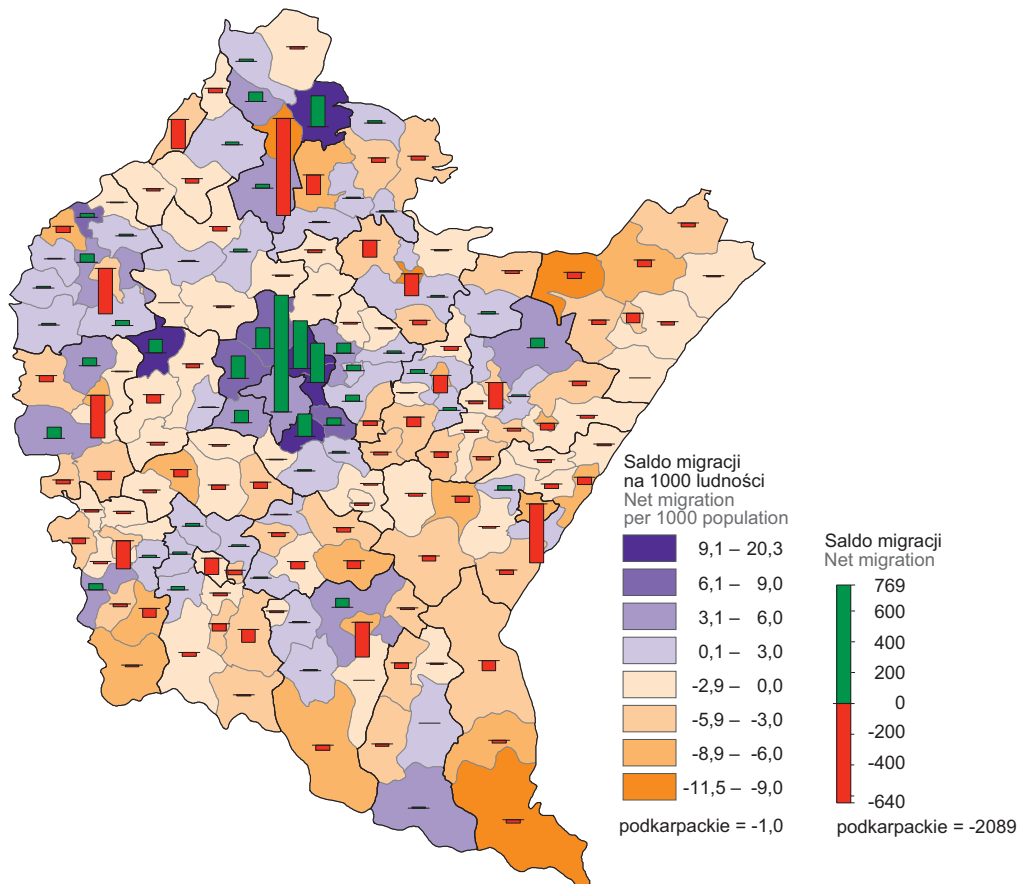 Saldo migracji
na 1000 ludności
Net migration
per 1000 population
9,1 – 20,3
6,1 – 9,0
3,1 – 6,0
0,1 – 3,0
-2,9 – 0,0
-5,9 – -3,0
-8,9 – -6,0
-11,5 – -9,0
podkarpackie = -1,0
Saldo migracji
Net migration
769
600
400
200
0
-200
-400
-640
podkarpackie = -2089